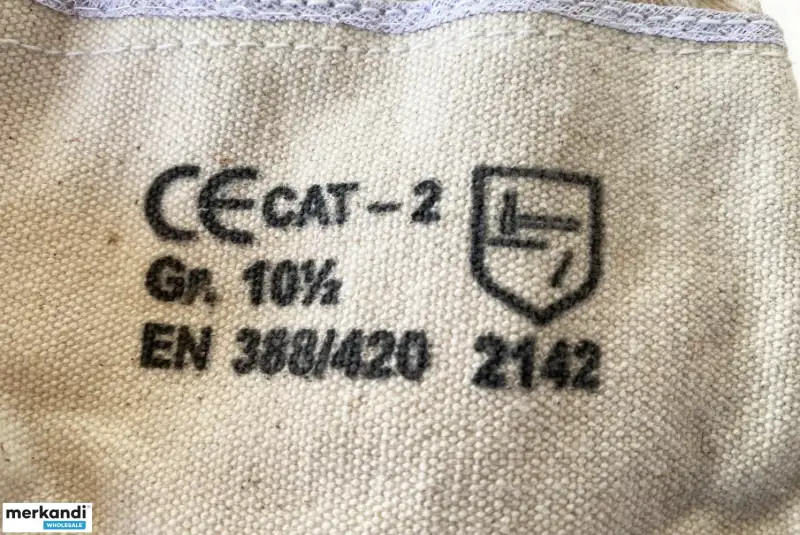 CE CAT - 2
Gr. 10½
EN 388/420 2142
merkandi
WHOLESALE